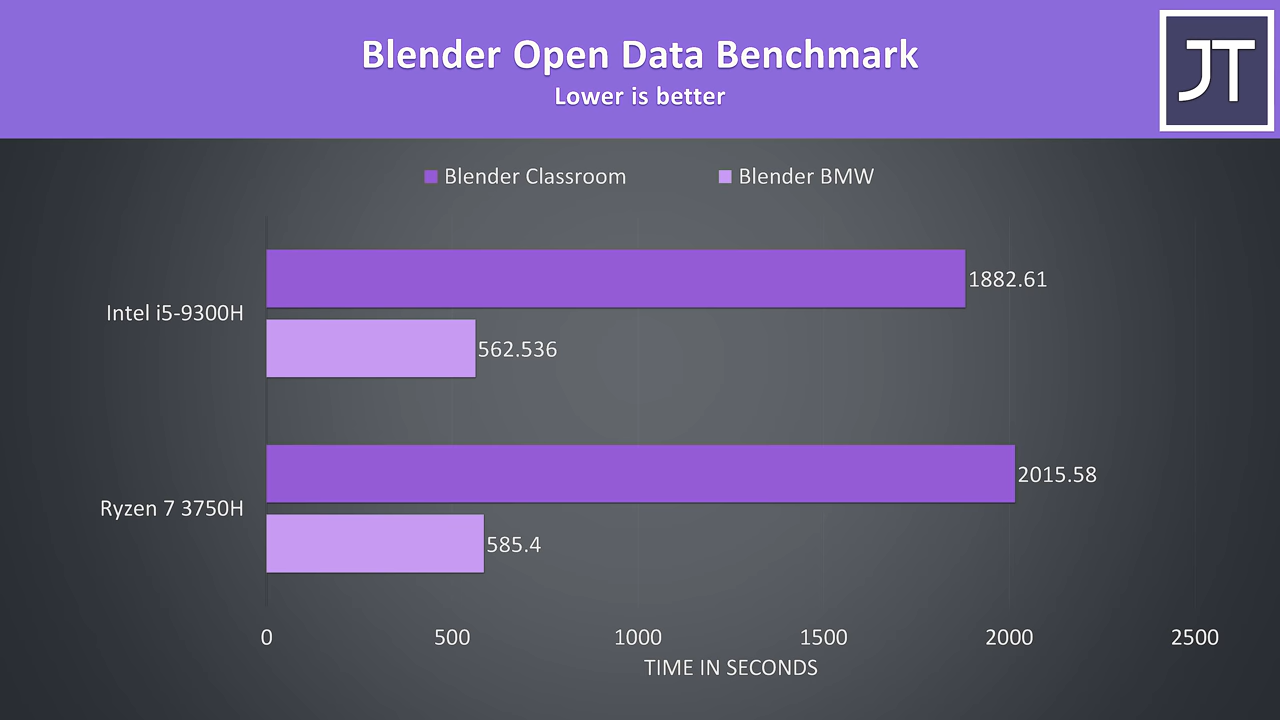 Blender Open Data Benchmark
Lower is better
JT
Blender Classroom
Blender BMW
Intel i5-9300H
1882.61
562.536
Ryzen 7 3750H
2015.58
585.4
0 500 1000 1500 2000 2500
TIME IN SECONDS